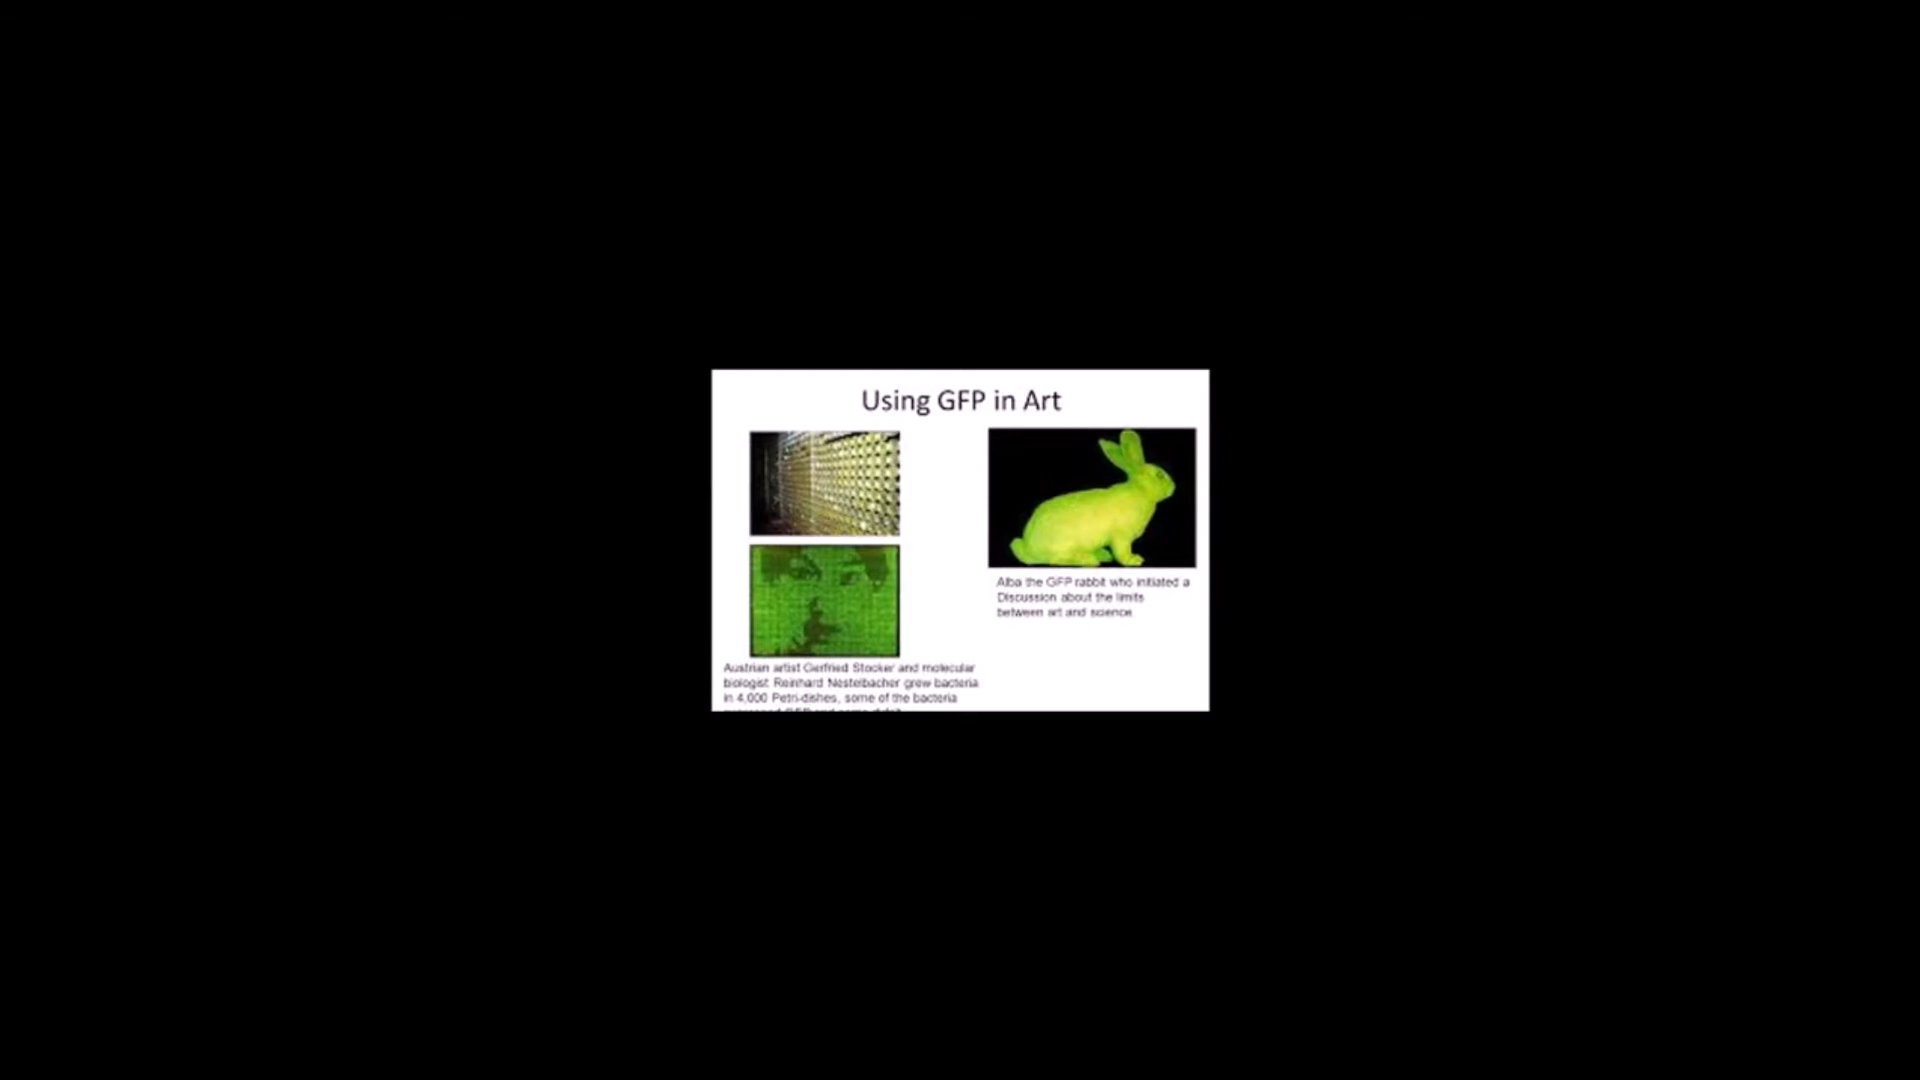 Using GFP in Art
Alba the GFP rabbit who initiated a
Discussion about the limits
between art and science
Austrian artist Gerfried Stocker and molecular
biologist Reinhard Nestelbacher grew bacteria
in 4,000 Petri-dishes, some of the bacteria